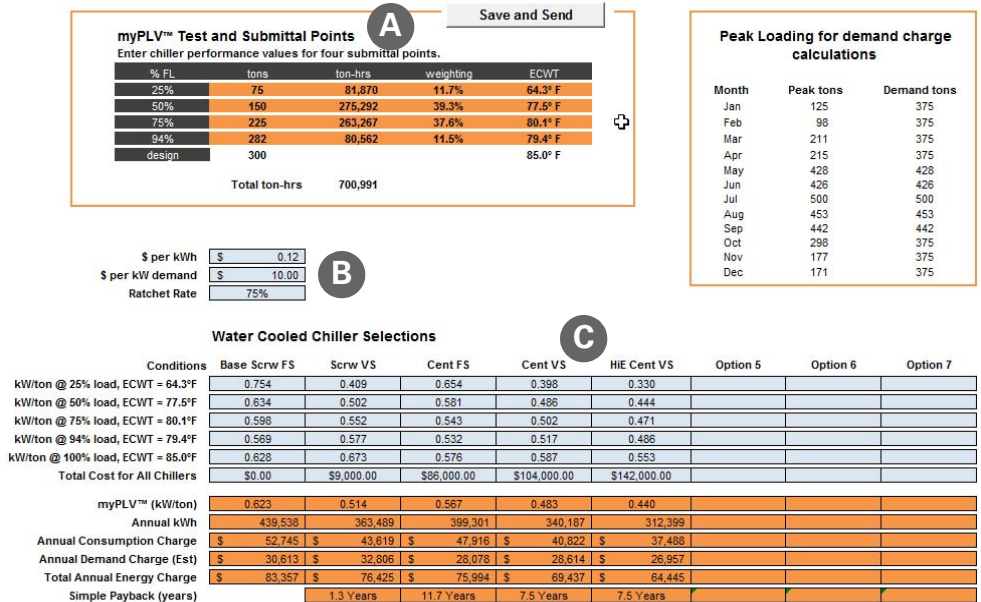 Save and Send
A
myPLV™ Test and Submittal Points
Enter chiller performance values for four submittal points.
% FL tons ton-hrs weighting ECWT
25% 75 81,870 11.7% 64.3° F
50% 150 275,292 39.3% 77.5° F
75% 225 263,267 37.6% 80.1° F
94% 282 80,562 11.5% 79.4° F
design 300 85.0° F
Total ton-hrs 700,991
Peak Loading for demand charge
calculations
Month Peak tons Demand tons
Jan 125 375
Feb 98 375
Mar 211 375
Apr 215 375
May 428 428
Jun 426 426
Jul 500 500
Aug 453 453
Sep 442 442
Oct 298 375
Nov 177 375
Dec 171 375
$ per kWh $ 0.12
$ per kW demand $ 10.00
Ratchet Rate 75%
B
Water Cooled Chiller Selections
C
Conditions Base Scrw FS Scrw VS Cent FS Cent VS HiE Cent VS Option 5 Option 6 Option 7
kW/ton @ 25% load, ECWT = 64.3°F 0.754 0.409 0.654 0.398 0.330
kW/ton @ 50% load, ECWT = 77.5°F 0.634 0.502 0.581 0.486 0.444
kW/ton @ 75% load, ECWT = 80.1°F 0.598 0.552 0.543 0.502 0.471
kW/ton @ 94% load, ECWT = 79.4°F 0.569 0.577 0.532 0.517 0.486
kW/ton @ 100% load, ECWT = 85.0°F 0.628 0.673 0.576 0.587 0.553
Total Cost for All Chillers $0.00 $9,000.00 $86,000.00 $104,000.00 $142,000.00
myPLV™ (kW/ton) 0.623 0.514 0.567 0.483 0.440
Annual kWh 439,538 363,489 399,301 340,187 312,399
Annual Consumption Charge $ 52,745 $ 43,619 $ 47,916 $ 40,822 $ 37,488
Annual Demand Charge (Est) $ 30,613 $ 32,806 $ 28,078 $ 28,614 $ 26,957
Total Annual Energy Charge $ 83,357 $ 76,425 $ 75,994 $ 69,437 $ 64,445
Simple Payback (years) 1.3 Years 11.7 Years 7.5 Years 7.5 Years